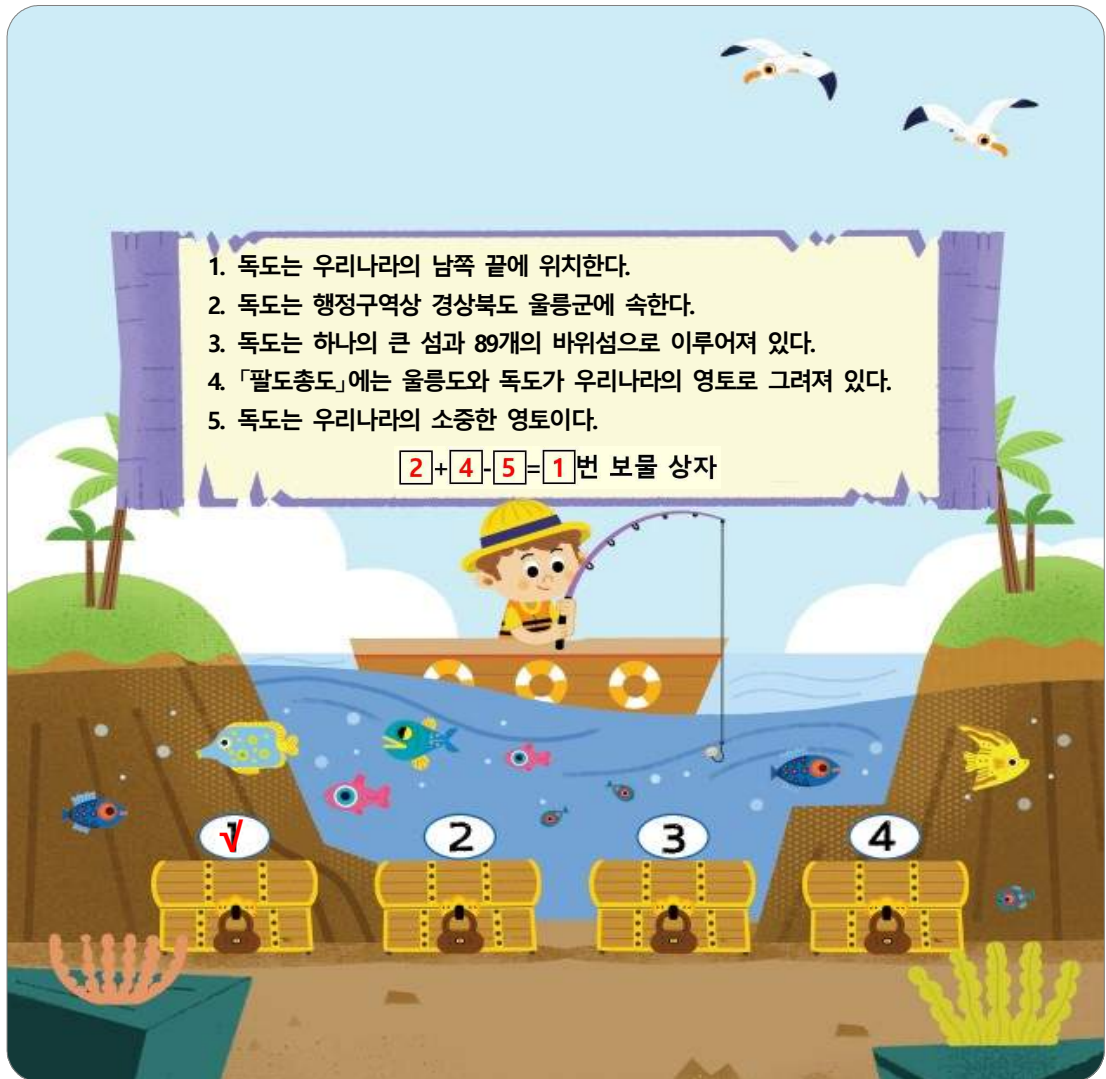 1. 독도는 우리나라의 남쪽 끝에 위치한다.
2. 독도는 행정구역상 경상북도 울릉군에 속한다.
3. 독도는 하나의 큰 섬과 89개의 바위섬으로 이루어져 있다.
4. 「팔도총도」에는 울릉도와 독도가 우리나라의 영토로 그려져 있다.
5. 독도는 우리나라의 소중한 영토이다.
2+4-5=1번 보물 상자
1 √ 2 3 4